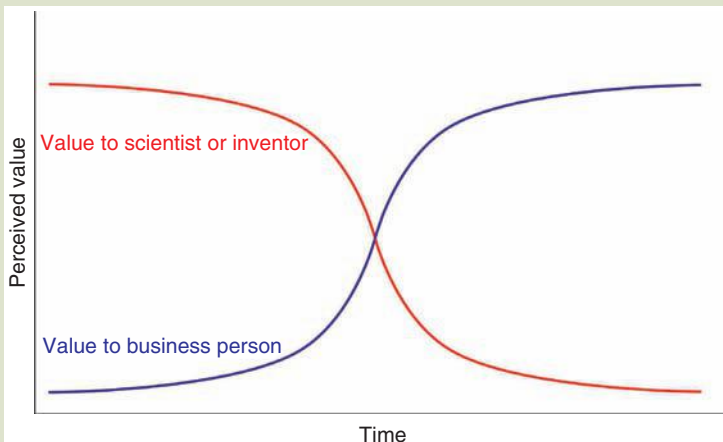 Value to scientist or inventor
Perceived value
Value to business person
Time